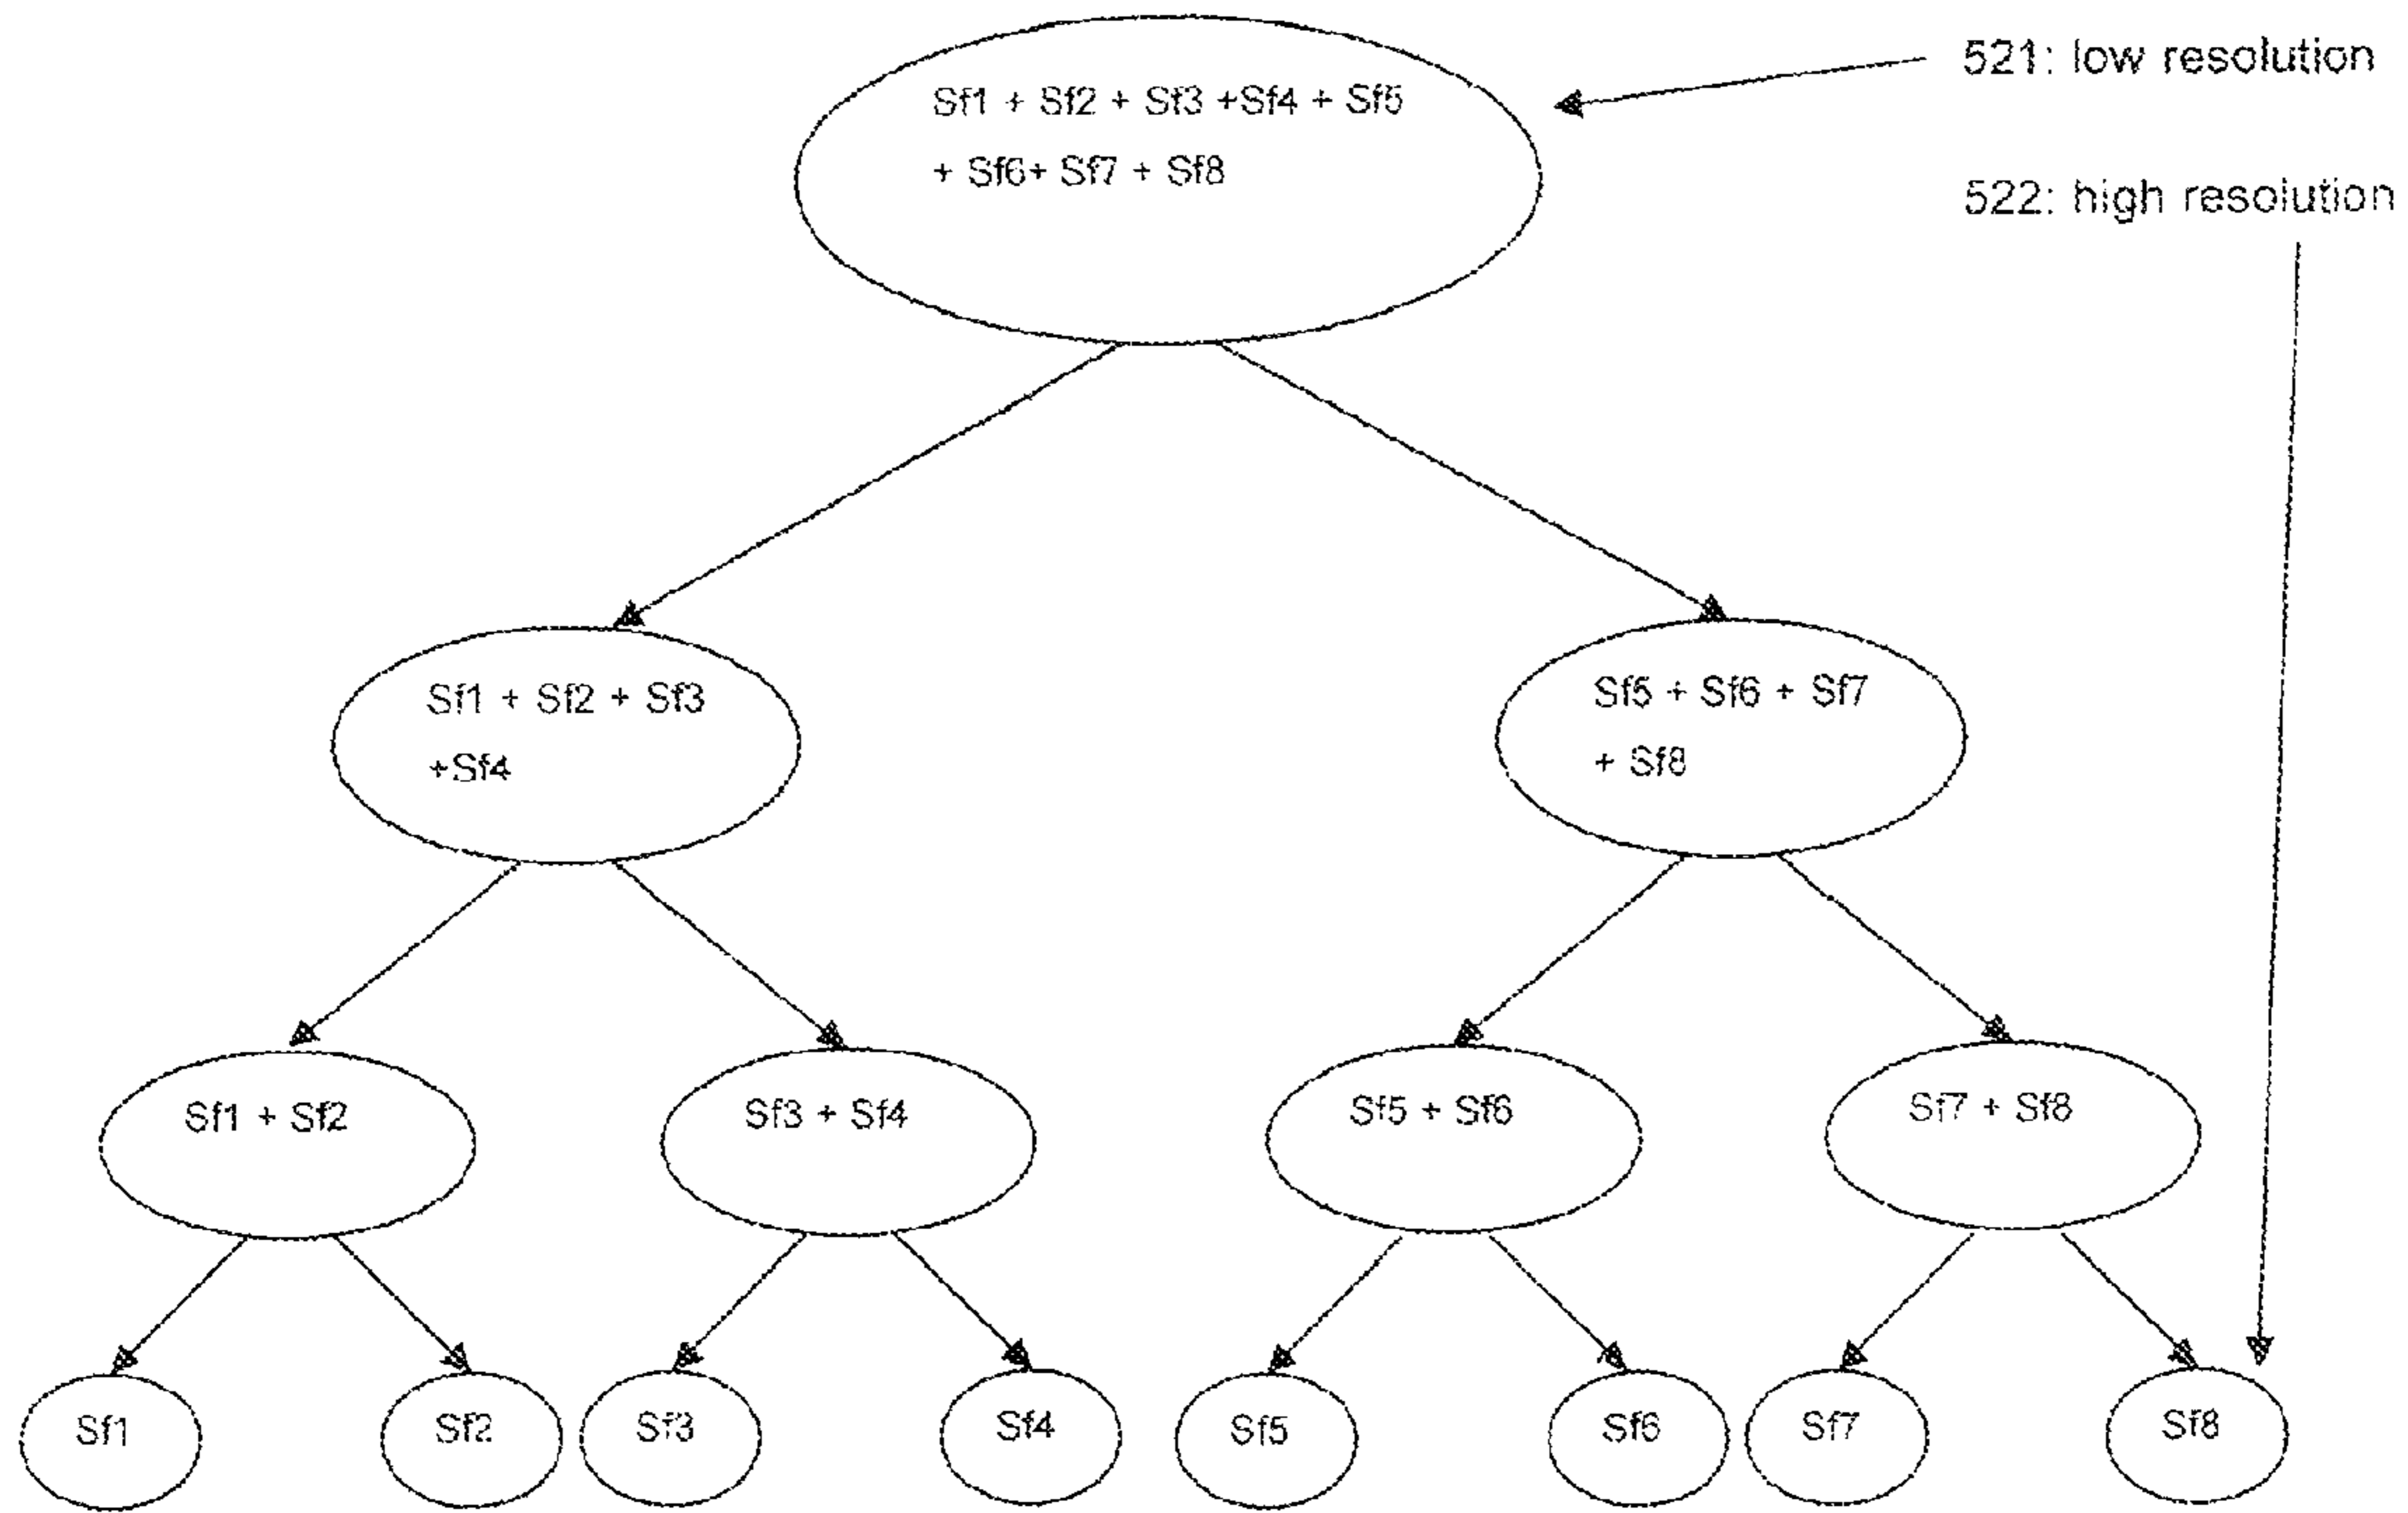 Sf1 + Sf2 + Sf3 +Sf4 + Sf5
+ Sf6+ Sf7 + Sf8
521: low resolution
522: high resolution
Sf1 + Sf2 + Sf3
+Sf4
Sf5 + Sf6 + Sf7
+ Sf8
Sf1 + Sf2
Sf3 + Sf4
Sf5 + Sf6
Sf7 + Sf8
Sf1
Sf2
Sf3
Sf4
Sf5
Sf6
Sf7
Sf8